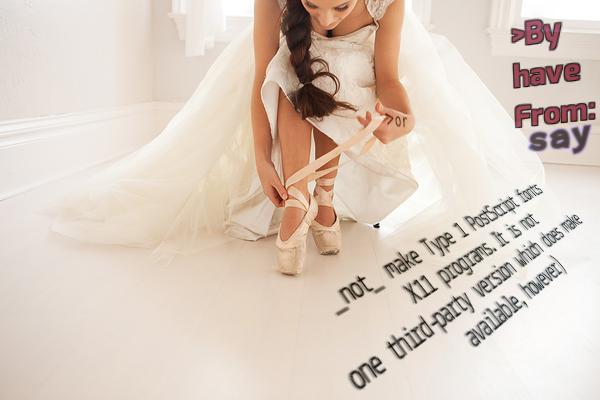 >By
have
From:
say
>or
_not_ make Type 1 PostScript fonts
X11 programs. It is not
one third-party version which does make
available, however)